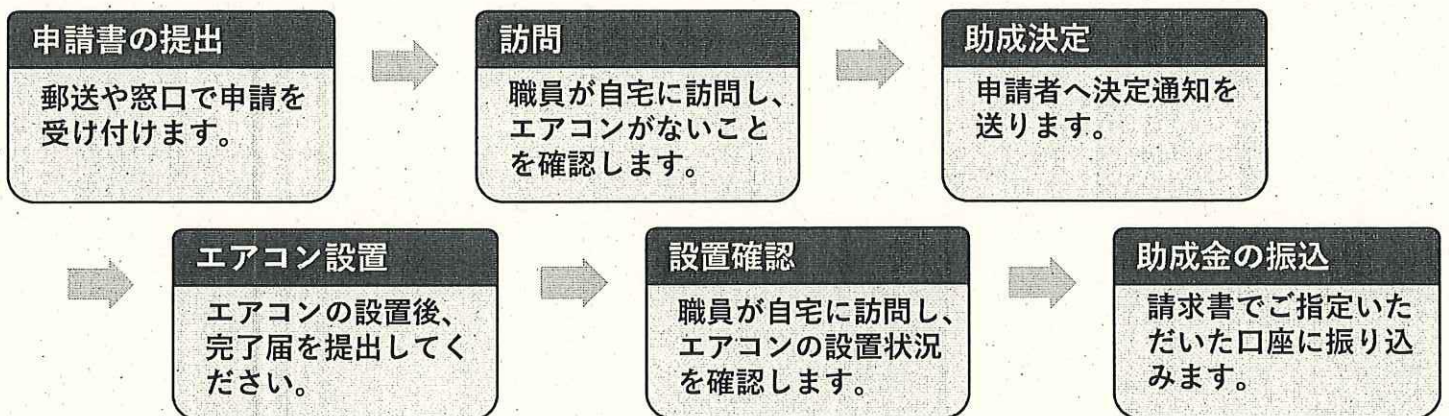 申請書の提出
郵送や窓口で申請を
受け付けます。
訪問
職員が自宅に訪問し、
エアコンがないこと
を確認します。
助成決定
申請者へ決定通知を
送ります。
エアコン設置
エアコンの設置後、
完了届を提出してく
ださい。
設置確認
職員が自宅に訪問し、
エアコンの設置状況
を確認します。
助成金の振込
請求書でご指定いた
だいた口座に振り込
みます。